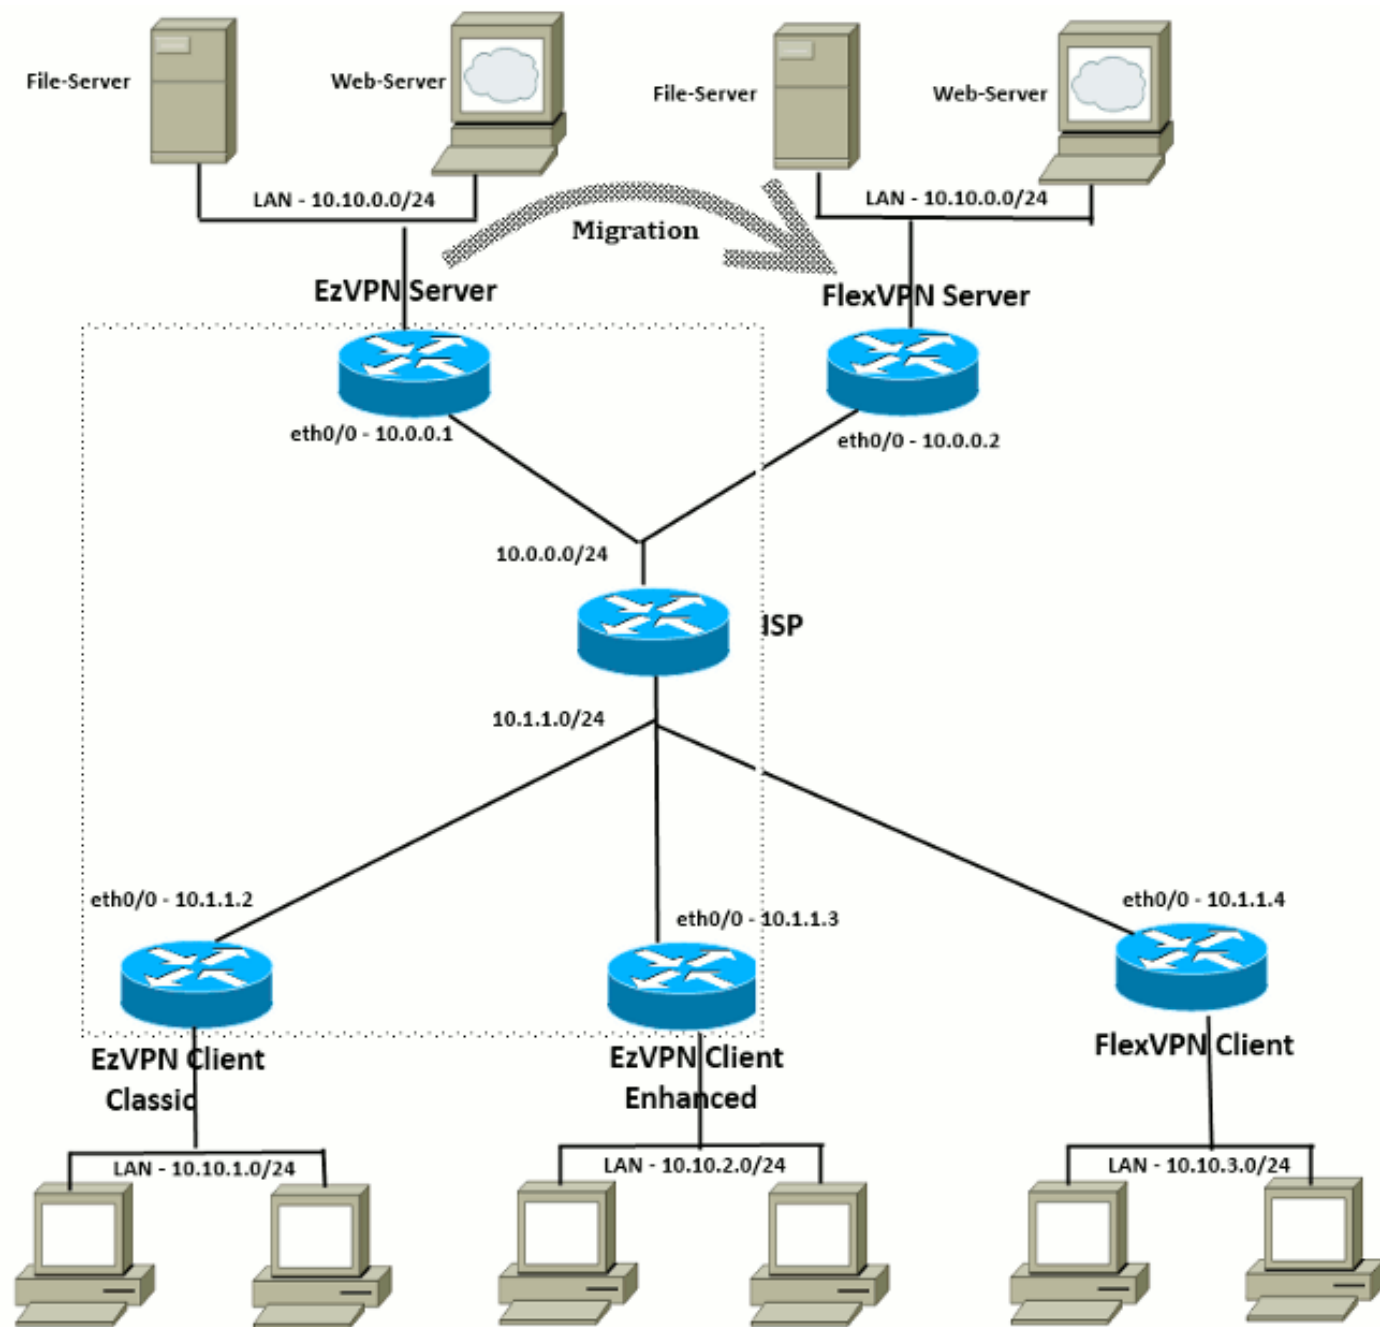 File-Server
Web-Server
File-Server
Web-Server
LAN - 10.10.0.0/24
LAN - 10.10.0.0/24
Migration
EzVPN Server
FlexVPN Server
eth0/0 - 10.0.0.1
eth0/0 - 10.0.0.2
10.0.0.0/24
ISP
10.1.1.0/24
eth0/0 - 10.1.1.2
eth0/0 - 10.1.1.3
eth0/0 - 10.1.1.4
EzVPN Client
Classic
EzVPN Client
Enhanced
FlexVPN Client
LAN - 10.10.1.0/24
LAN - 10.10.2.0/24
LAN - 10.10.3.0/24